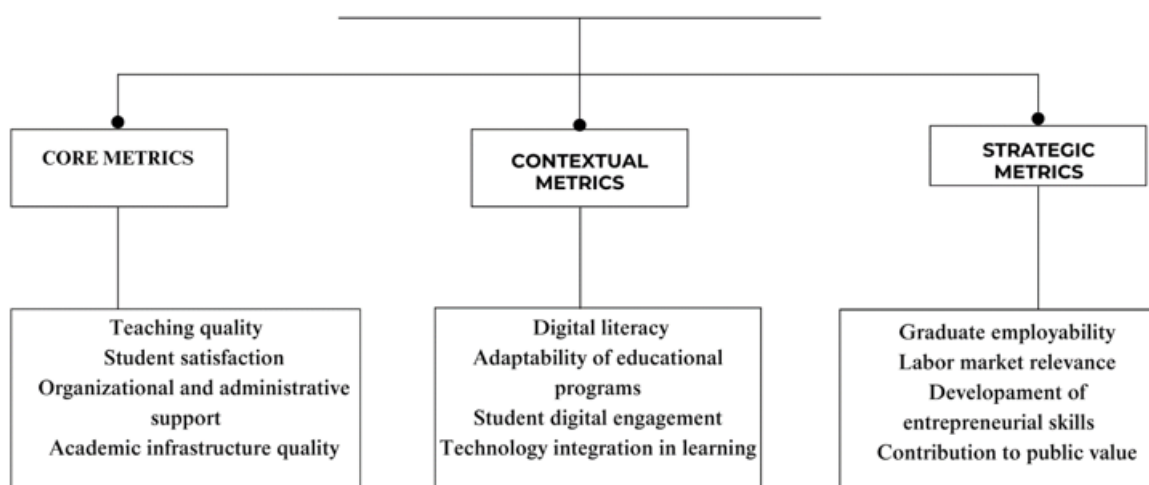 CORE METRICS
CONTEXTUAL
METRICS
STRATEGIC
METRICS
Teaching quality
Student satisfaction
Organizational and administrative
support
Academic infrastructure quality
Digital literacy
Adaptability of educational
programs
Student digital engagement
Technology integration in learning
Graduate employability
Labor market relevance
Developament of
entrepreneurial skills
Contribution to public value